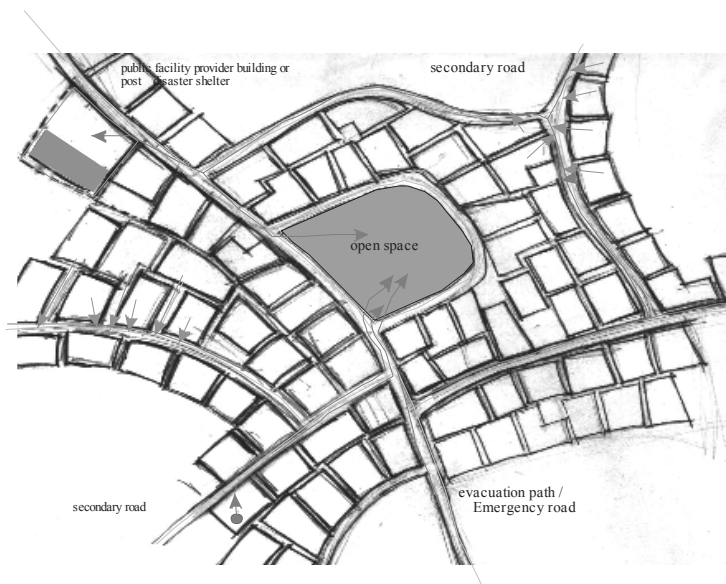 public facility provider building or
post disaster shelter
secondary road
open space
secondary road
evacuation path /
Emergency road